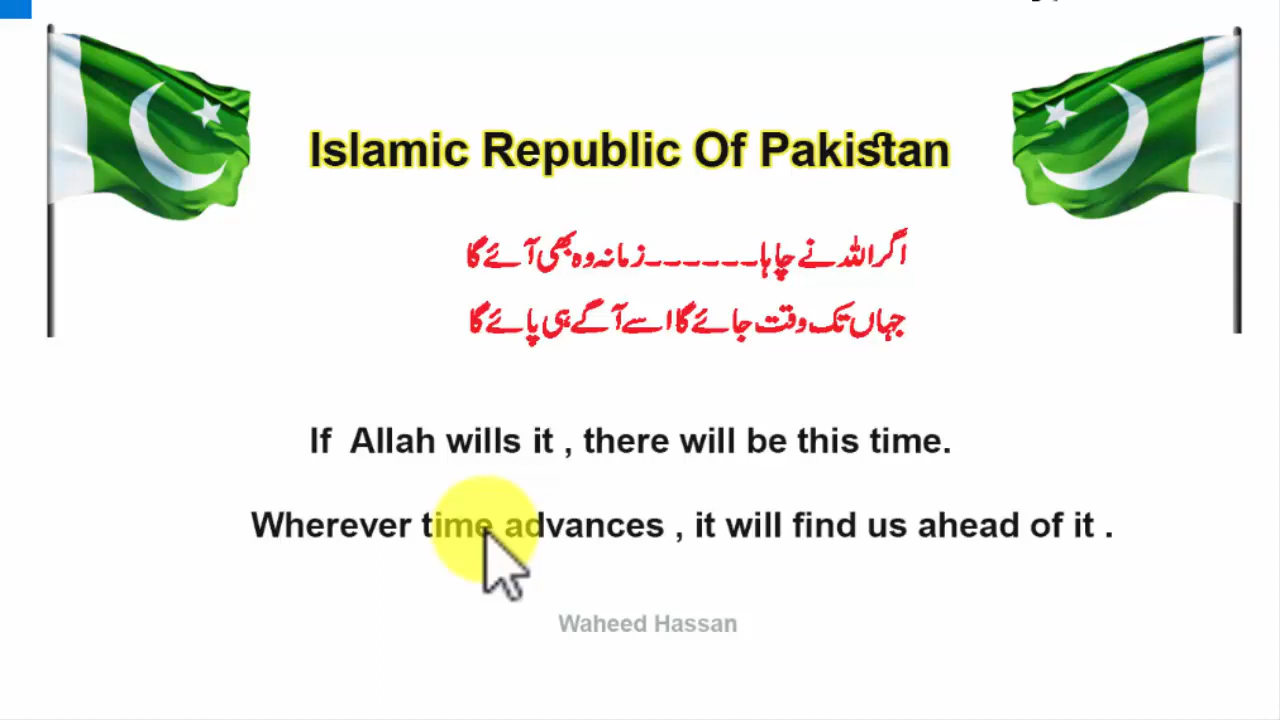 Islamic Republic Of Pakistan
اگر اللہ نے چاہا------زمانہ وہ بھی آئے گا
جہاں تک وقت جائے گا اسے آگے ہی پائے گا
If Allah wills it , there will be this time.
Wherever time advances , it will find us ahead of it .
Waheed Hassan